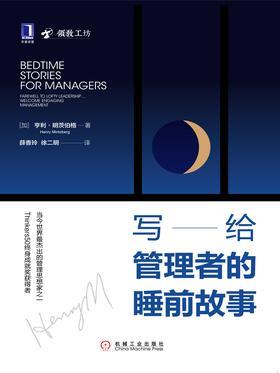 华章经管
领教工坊
BEDTIME
STORIES
FOR MANAGERS
FAREWELL TO LOFTY LEADERSHIP...
WELCOME ENGAGING
MANAGEMENT
[加] 亨利·明茨伯格 著
Henry Mintzberg
薛香玲 徐二明 译
写——给
管理者的
睡前故事
当今世界最杰出的管理思想家之一
Thinkers50终身成就奖获得者
Henry M
机械工业出版社
China Machine Press